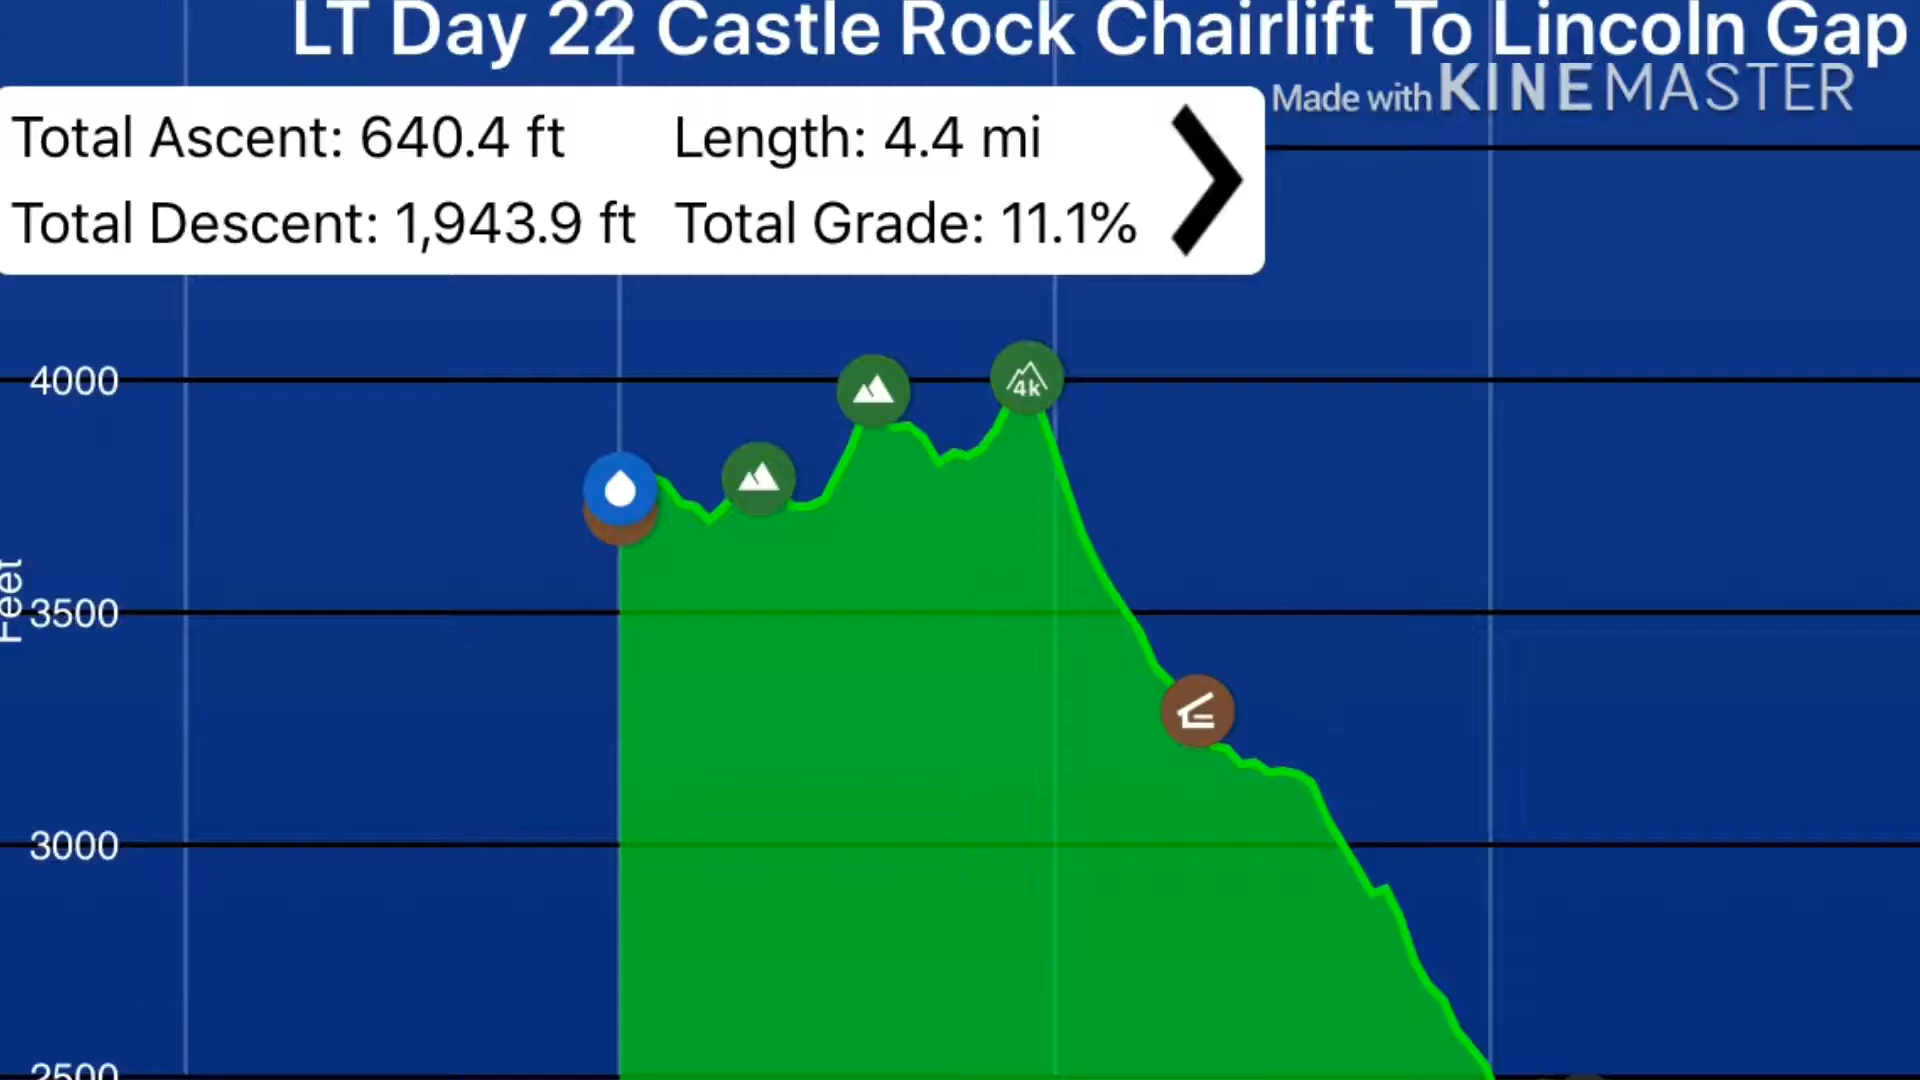 LT Day 22 Castle Rock Chairlift To Lincoln Gap
Made with KINEMASTER
Total Ascent: 640.4 ft Length: 4.4 mi
Total Descent: 1,943.9 ft Total Grade: 11.1%
4000
4k
Feet
3500
3000
2500